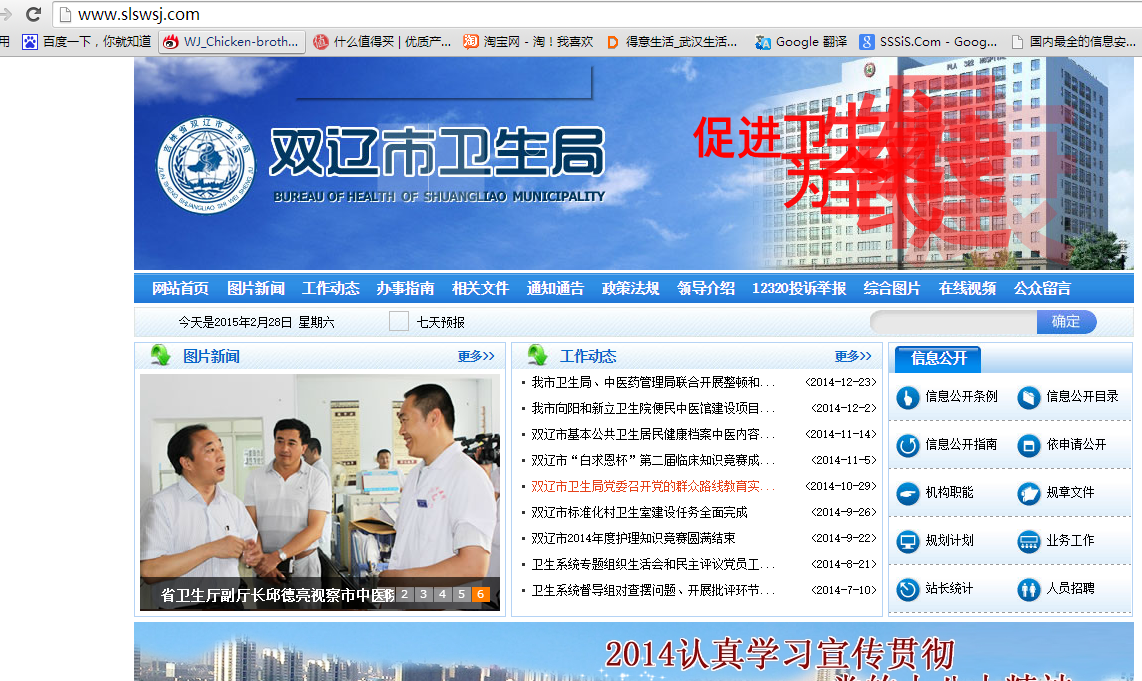 www.slswsj.com
用
百度一下，你就知道
WJ_Chicken-broth...
什么值得买 | 优质产...
淘宝网 - 淘！我喜欢
得意生活_武汉生活...
Google 翻译
SSSiS.Com - Goog...
国内最全的信息安...
双辽市卫生局
BUREAU OF HEALTH OF SHUANGLIAO MUNICIPALITY
促进卫
网站首页 图片新闻 工作动态 办事指南 相关文件 通知通告 政策法规 领导介绍 12320投诉举报 综合图片 在线视频 公众留言
今天是2015年2月28日 星期六
七天预报
确定
图片新闻
更多>>
省卫生厅副厅长邱德亮视察市中医
2 3 4 5 6
工作动态
更多>>
我市卫生局、中医药管理局联合开展整顿和... <2014-12-23>
我市向阳和新立卫生院便民中医馆建设项目... <2014-12-2>
双辽市基本公共卫生居民健康档案中医内容... <2014-11-14>
双辽市“白求恩杯”第二届临床知识竞赛成... <2014-11-5>
双辽市卫生局党委召开党的群众路线教育实... <2014-10-29>
双辽市标准化村卫生室建设任务全面完成 <2014-9-26>
双辽市2014年度护理知识竞赛圆满结束 <2014-9-22>
卫生系统专题组织生活会和民主评议党员工... <2014-8-21>
卫生系统督导组对查摆问题、开展批评环节... <2014-7-10>
信息公开
信息公开条例 信息公开目录
信息公开指南 依申请公开
机构职能 规章文件
规划计划 业务工作
站长统计 人员招聘
2014认真学习宣传贯彻